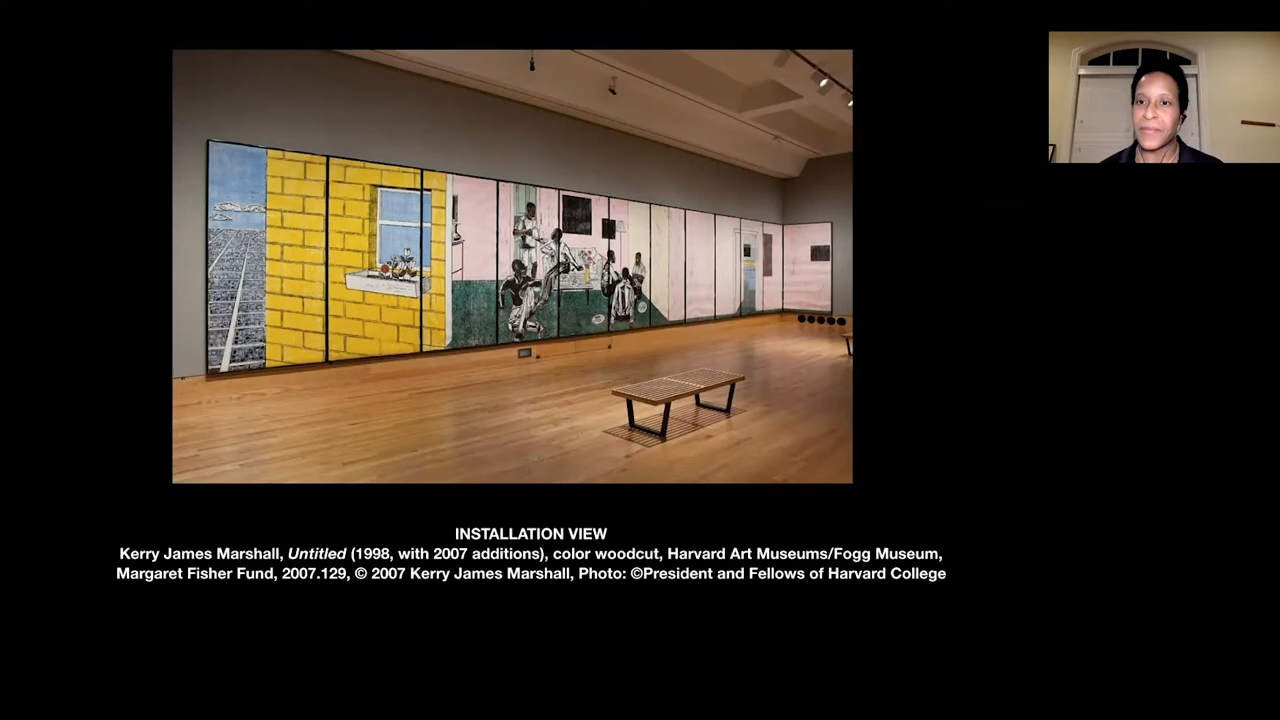 INSTALLATION VIEW
Kerry James Marshall, Untitled (1998, with 2007 additions), color woodcut, Harvard Art Museums/Fogg Museum,
Margaret Fisher Fund, 2007.129, © 2007 Kerry James Marshall, Photo: ©President and Fellows of Harvard College